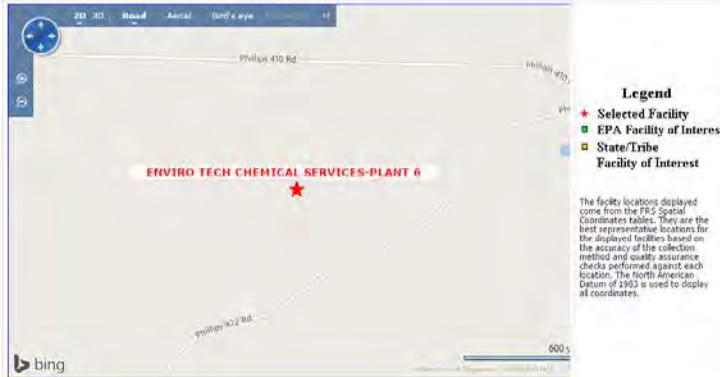 2D 3D Road Aerial Bird's eye
Phillips 410 Rd
Phillips 410
ENVIRO TECH CHEMICAL SERVICES-PLANT 6
Phillips 422 Rd
bing
600 y
Legend
Selected Facility
EPA Facility of Interes
State/Tribe
Facility of Interest
The facility locations displayed
come from the FRS Spatial
Coordinates tables. They are the
best representative locations for
the displayed facilities based on
the accuracy of the collection
method and quality assurance
checks performed against each
location. The North American
Datum of 1983 is used to display
all coordinates.